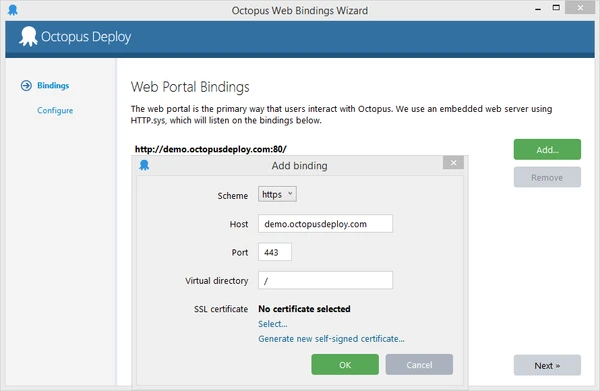 Octopus Web Bindings Wizard
Octopus Deploy
Bindings
Configure
Web Portal Bindings
The web portal is the primary way that users interact with Octopus. We use an embedded web server using
HTTP.sys, which will listen on the bindings below.
http://demo.octopusdeploy.com:80/
Add...
Remove
Add binding
Scheme https
Host demo.octopusdeploy.com
Port 443
Virtual directory /
SSL certificate No certificate selected
Select...
Generate new self-signed certificate...
OK Cancel
Next »